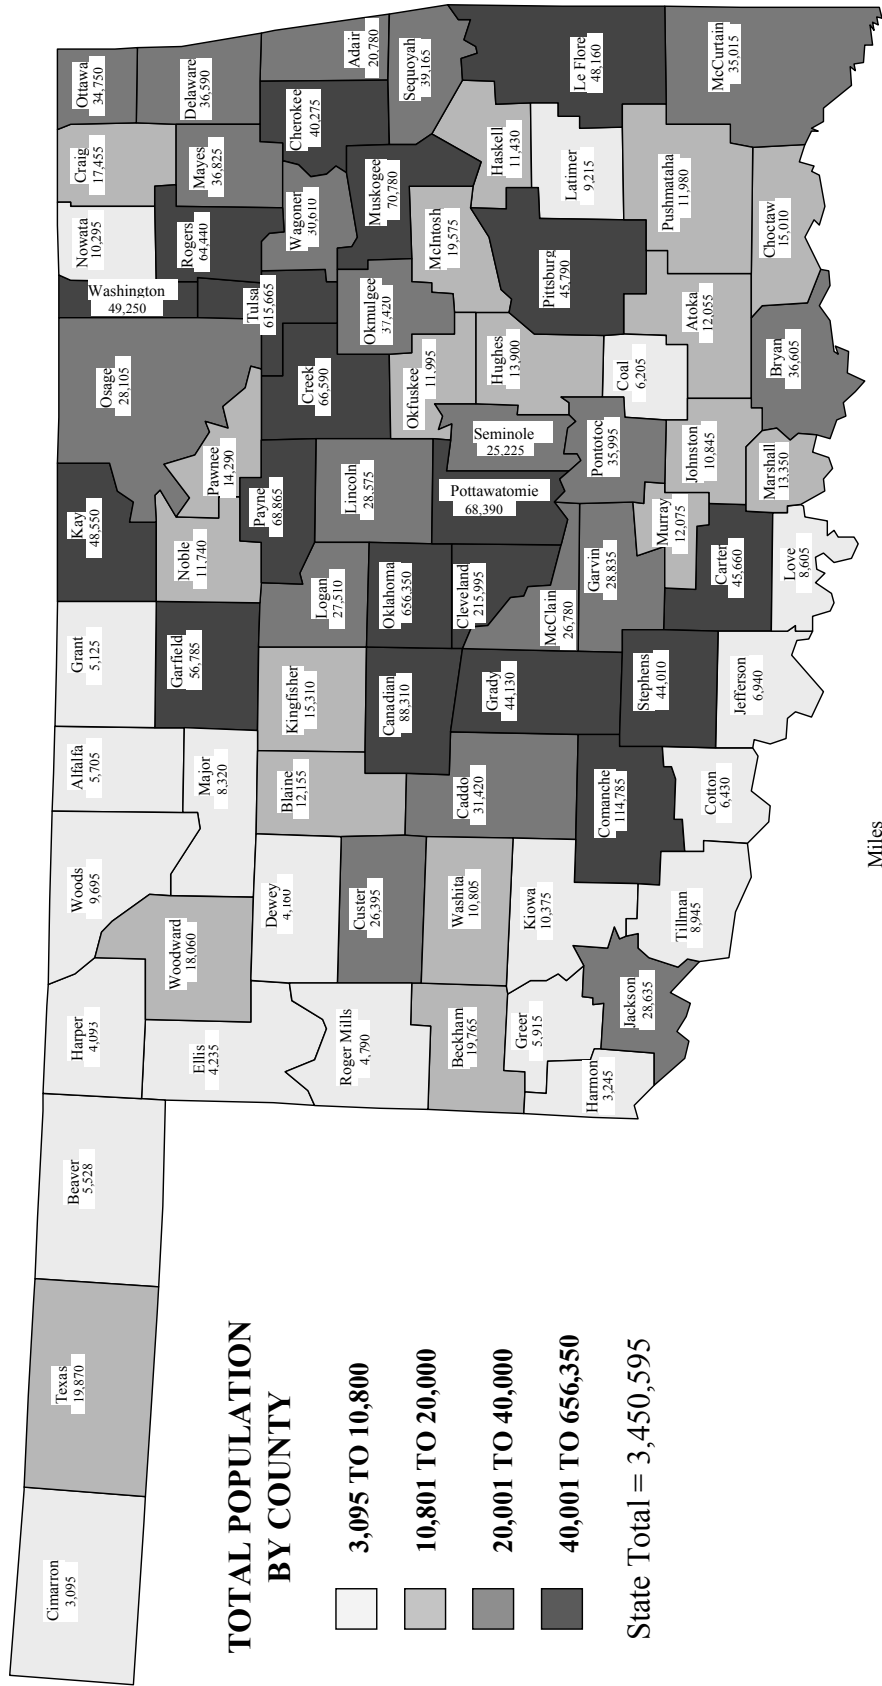 Cimarron
3,095
Texas
19,870
Beaver
5,528
Harper
4,093
Woods
9,695
Alfalfa
5,705
Grant
5,125
Kay
48,550
Osage
28,105
Washington
49,250
Nowata
10,295
Craig
17,455
Ottawa
34,750
Ellis
4,235
Woodward
18,060
Major
8,320
Garfield
56,785
Noble
11,740
Pawnee
14,290
Rogers
64,440
Mayes
36,825
Delaware
36,590
Roger Mills
4,790
Dewey
4,160
Blaine
12,155
Kingfisher
15,310
Logan
27,510
Payne
68,865
Creek
66,590
Tulsa
615,665
Wagoner
30,610
Cherokee
40,275
Adair
20,780
Custer
26,395
Canadian
88,310
Oklahoma
656,350
Lincoln
28,575
Okfuskee
11,995
Okmulgee
37,420
Muskogee
70,780
Sequoyah
39,165
Beckham
19,765
Washita
10,805
Caddo
31,420
Grady
44,130
Cleveland
215,995
Pottawatomie
68,390
Seminole
25,225
Hughes
13,900
McIntosh
19,575
Haskell
11,430
Greer
5,915
Kiowa
10,375
McClain
26,780
Pittsburg
45,790
Latimer
9,215
Le Flore
48,160
Harmon
3,245
Jackson
28,635
Comanche
114,785
Stephens
44,010
Garvin
28,835
Pontotoc
35,995
Coal
6,205
Murray
12,075
Tillman
8,945
Cotton
6,430
Jefferson
6,940
Carter
45,660
Johnston
10,845
Atoka
12,055
Pushmataha
11,980
McCurtain
35,015
Love
8,605
Marshall
13,350
Bryan
36,605
Choctaw
15,010
TOTAL POPULATION
BY COUNTY
3,095 TO 10,800
10,801 TO 20,000
20,001 TO 40,000
40,001 TO 656,350
State Total = 3,450,595
Miles